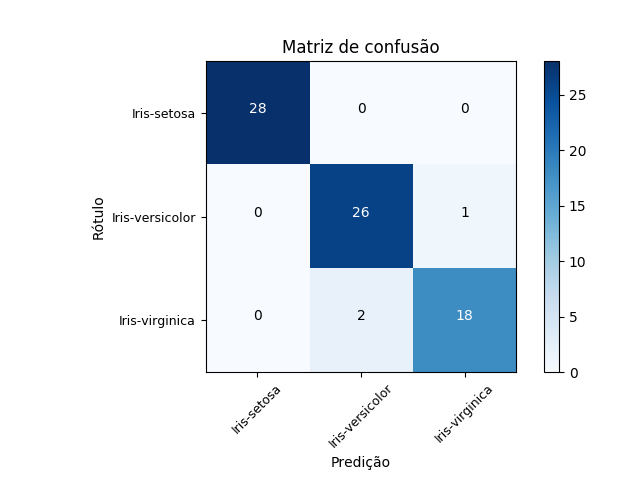 Matriz de confusão
Rótulo
Iris-setosa
28 0 0
Iris-versicolor
0 26 1
Iris-virginica
0 2 18
Iris-setosa
Iris-versicolor
Iris-virginica
Predição
25
20
15
10
5
0